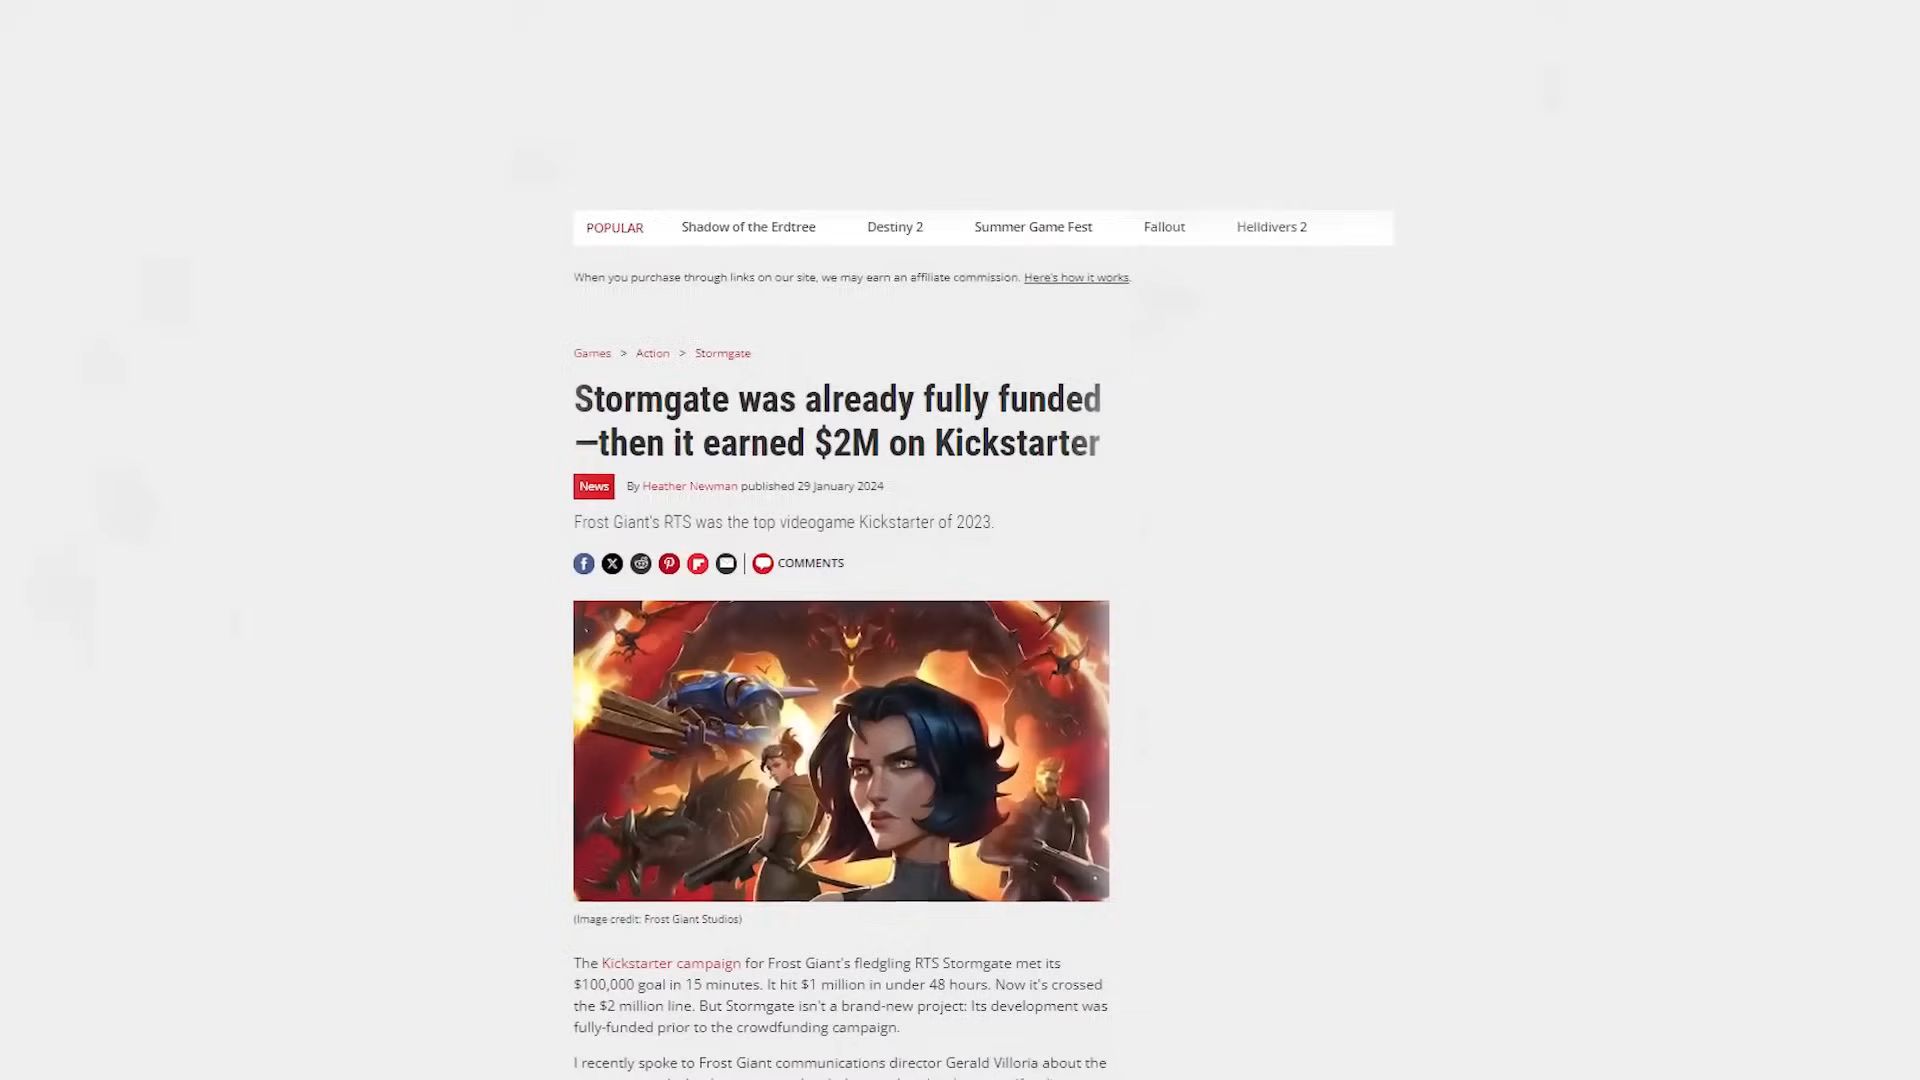 POPULAR Shadow of the Erdtree Destiny 2 Summer Game Fest Fallout Helldivers 2
When you purchase through links on our site, we may earn an affiliate commission. Here's how it works.
Games > Action > Stormgate
Stormgate was already fully funded
—then it earned $2M on Kickstarter
News By Heather Newman published 29 January 2024
Frost Giant's RTS was the top videogame Kickstarter of 2023.
COMMENTS
(Image credit: Frost Giant Studios)
The Kickstarter campaign for Frost Giant's fledgling RTS Stormgate met its
$100,000 goal in 15 minutes. It hit $1 million in under 48 hours. Now it's crossed
the $2 million line. But Stormgate isn't a brand-new project: Its development was
fully-funded prior to the crowdfunding campaign.
I recently spoke to Frost Giant communications director Gerald Villoria about the